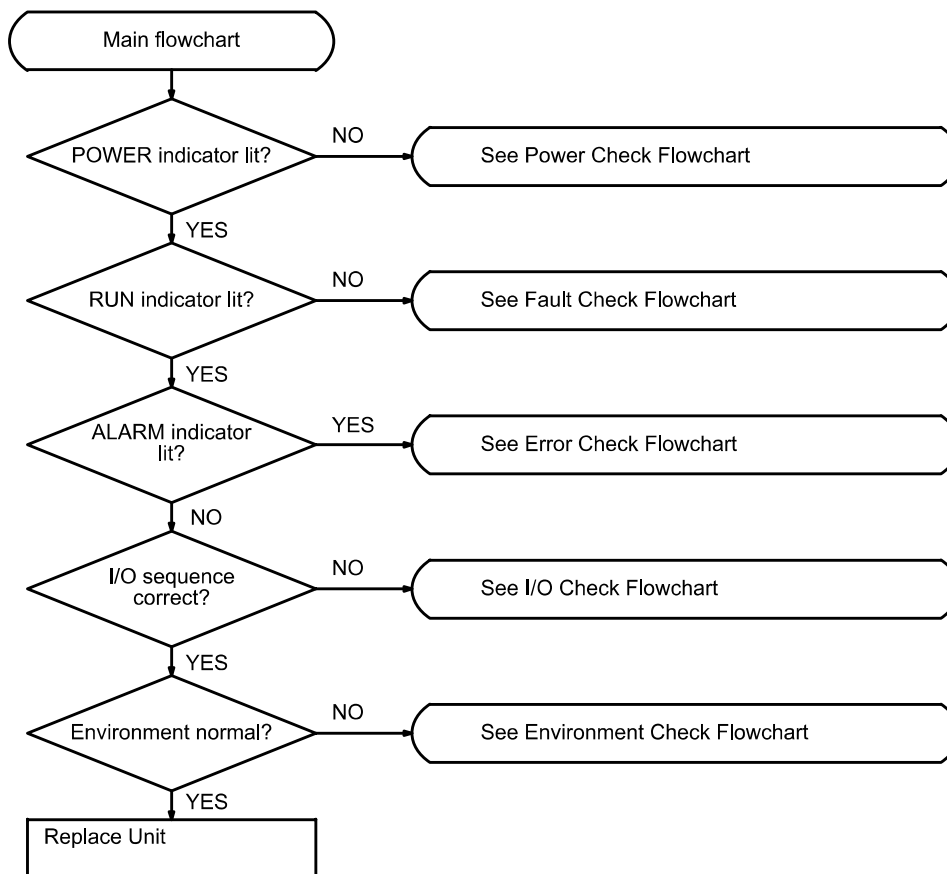 Main flowchart
POWER indicator lit?
NO
See Power Check Flowchart
YES
RUN indicator lit?
NO
See Fault Check Flowchart
YES
ALARM indicator
lit?
YES
See Error Check Flowchart
NO
I/O sequence
correct?
NO
See I/O Check Flowchart
YES
Environment normal?
NO
See Environment Check Flowchart
YES
Replace Unit